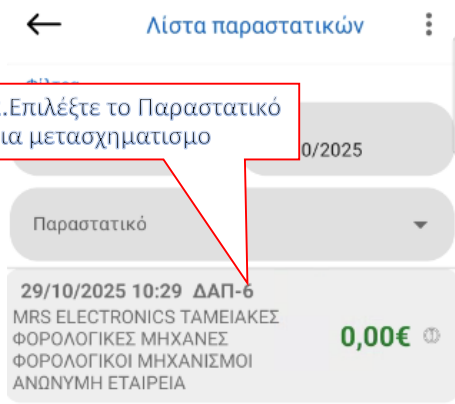 Λίστα παραστατικών
Φίλτρα
.Επιλέξτε το Παραστατικό
ια μετασχηματισμο
0/2025
Παραστατικό
29/10/2025 10:29 ΔΑΠ-6
MRS ELECTRONICS ΤΑΜΕΙΑΚΕΣ
ΦΟΡΟΛΟΓΙΚΕΣ ΜΗΧΑΝΕΣ
ΦΟΡΟΛΟΓΙΚΟΙ ΜΗΧΑΝΙΣΜΟΙ
ΑΝΩΝΥΜΗ ΕΤΑΙΡΕΙΑ
0,00€